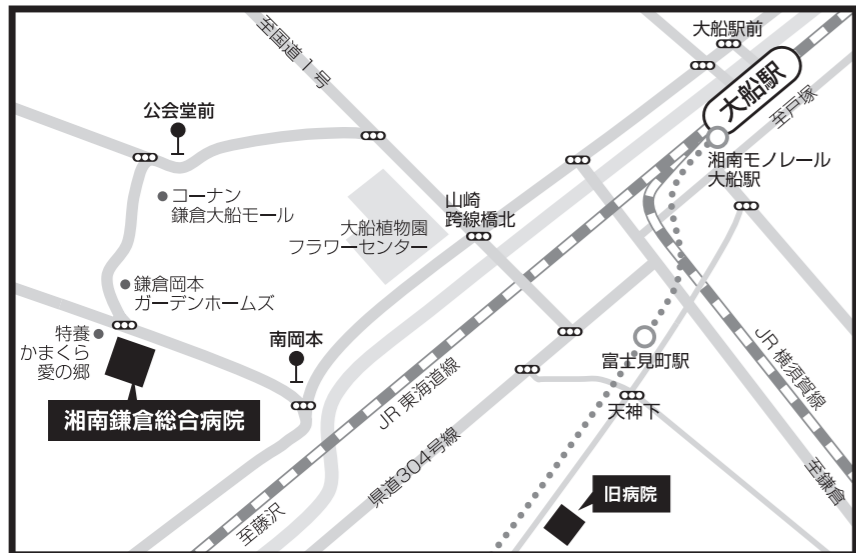 至国道1号
大船駅前
大船駅
至戸塚
公会堂前
湘南モノレール
大船駅
コーナン
鎌倉大船モール
山崎
跨線橋北
大船植物園
フラワーセンター
鎌倉岡本
ガーデンホームズ
特養
かまくら
愛の郷
南岡本
富士見町駅
JR 東海道線
JR 横須賀線
湘南鎌倉総合病院
天神下
県道304号線
至鎌倉
旧病院
至藤沢